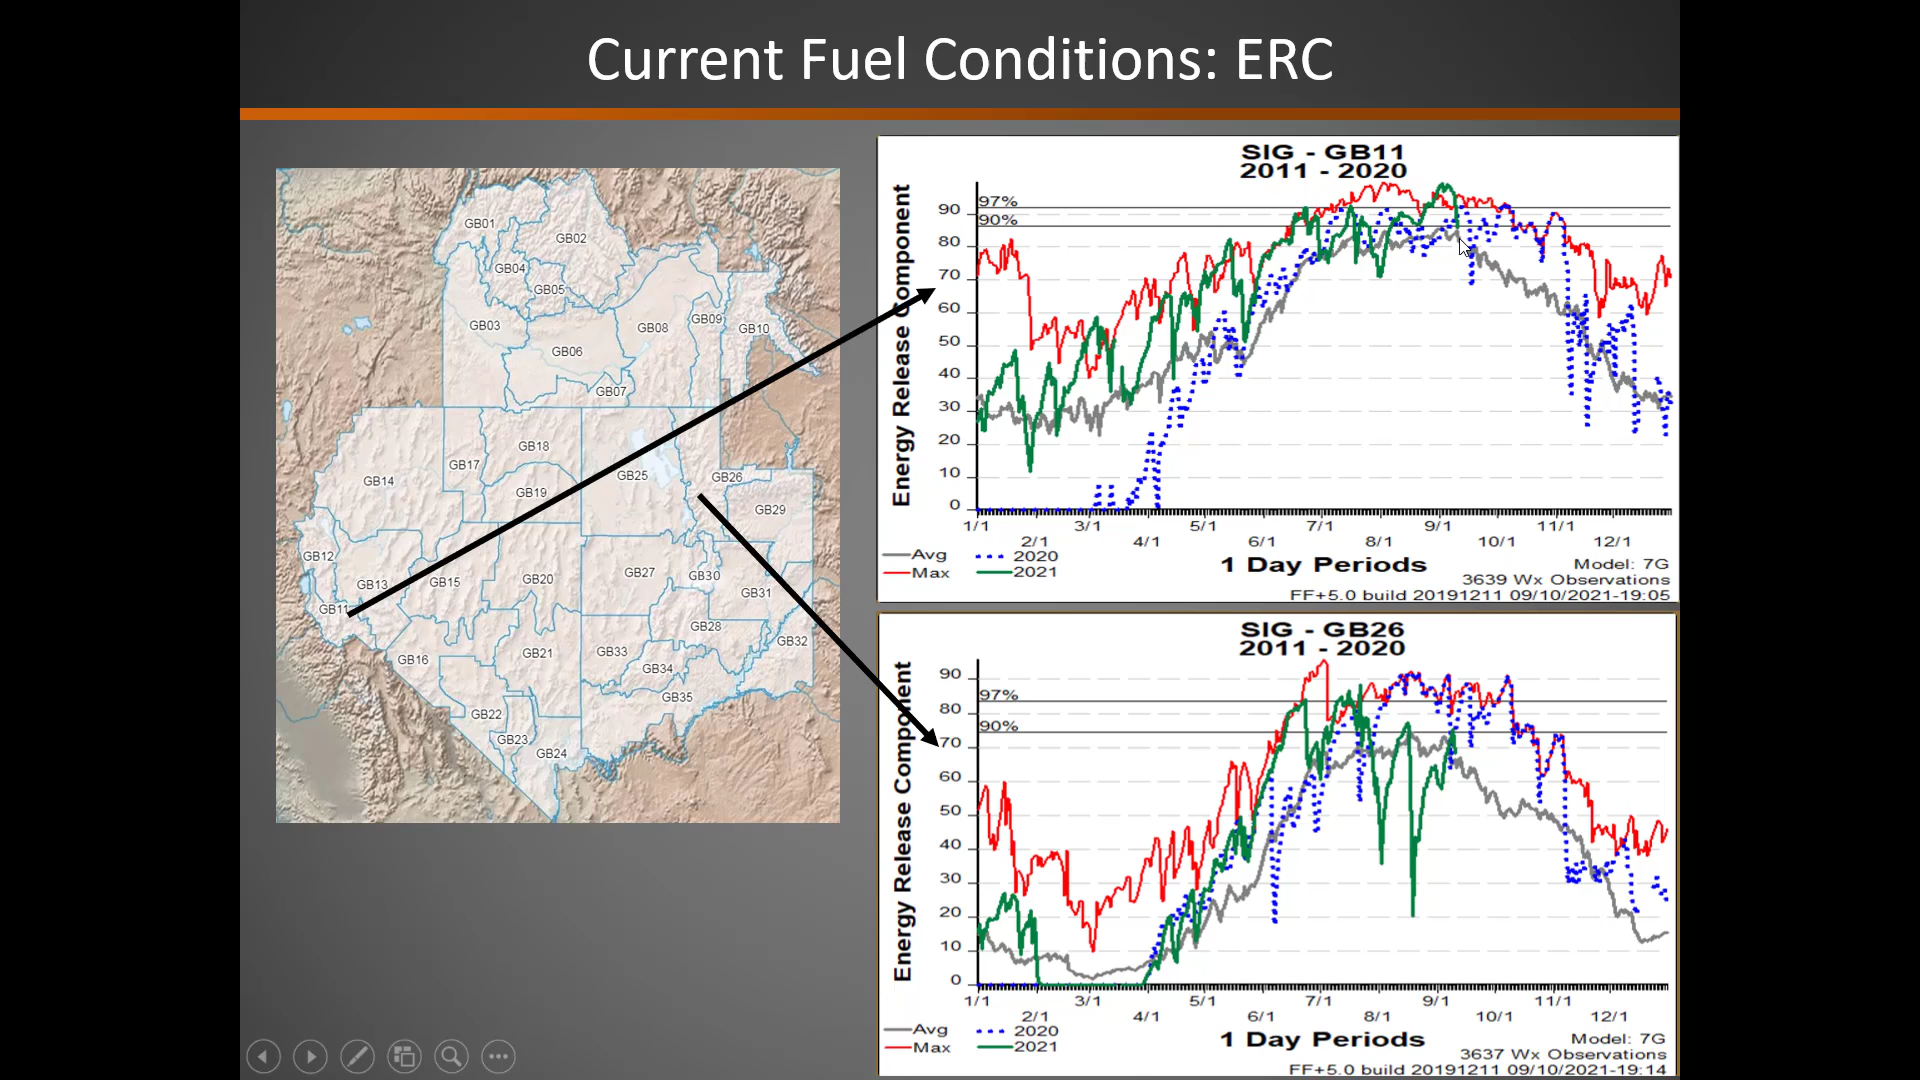 Current Fuel Conditions: ERC
GB01
GB02
GB04
GB05
GB03
GB08
GB09
GB10
GB06
GB07
GB18
GB17
GB14
GB25
GB26
GB19
GB29
GB12
GB13
GB15
GB20
GB27
GB30
GB31
GB11
GB28
GB32
GB16
GB21
GB33
GB34
GB35
GB22
GB23
GB24
SIG - GB11
2011 - 2020
Energy Release Component
97%
90%
90
80
70
60
50
40
30
20
10
0
1/1
3/1
5/1
7/1
9/1
11/1
2/1
4/1
6/1
8/1
10/1
12/1
Avg
2020
Max
2021
1 Day Periods
Model: 7G
3639 Wx Observations
FF+5.0 build 20191211 09/10/2021-19:05
SIG - GB26
2011 - 2020
Energy Release Component
97%
90%
90
80
70
60
50
40
30
20
10
0
1/1
3/1
5/1
7/1
9/1
11/1
2/1
4/1
6/1
8/1
10/1
12/1
Avg
2020
Max
2021
1 Day Periods
Model: 7G
3637 Wx Observations
FF+5.0 build 20191211 09/10/2021-19:14